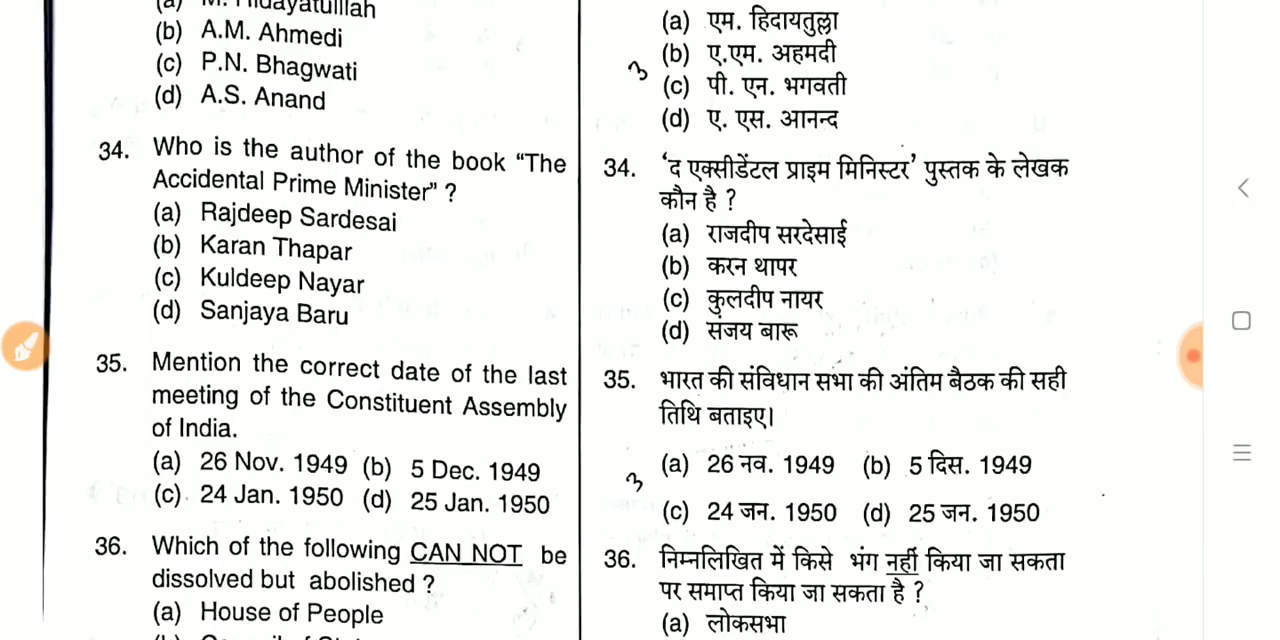 (a) M. Hidayatullah
(b) A.M. Ahmedi
(c) P.N. Bhagwati
(d) A.S. Anand
34. Who is the author of the book “The
Accidental Prime Minister” ?
(a) Rajdeep Sardesai
(b) Karan Thapar
(c) Kuldeep Nayar
(d) Sanjaya Baru
35. Mention the correct date of the last
meeting of the Constituent Assembly
of India.
(a) 26 Nov. 1949 (b) 5 Dec. 1949
(c) 24 Jan. 1950 (d) 25 Jan. 1950
36. Which of the following CAN NOT be
dissolved but abolished ?
(a) House of People
(a) एम. हिदायतुल्ला
(b) ए.एम. अहमदी
3
(c) पी. एन. भगवती
(d) ए. एस. आनन्द
34. ‘द एक्सीडेंटल प्राइम मिनिस्टर’ पुस्तक के लेखक
कौन है ?
(a) राजदीप सरदेसाई
(b) करन थापर
(c) कुलदीप नायर
(d) संजय बारू
35. भारत की संविधान सभा की अंतिम बैठक की सही
तिथि बताइए।
(a) 26 नव. 1949 (b) 5 दिस. 1949
3
(c) 24 जन. 1950 (d) 25 जन. 1950
36. निम्नलिखित में किसे भंग नहीं किया जा सकता
पर समाप्त किया जा सकता है ?
(a) लोकसभा